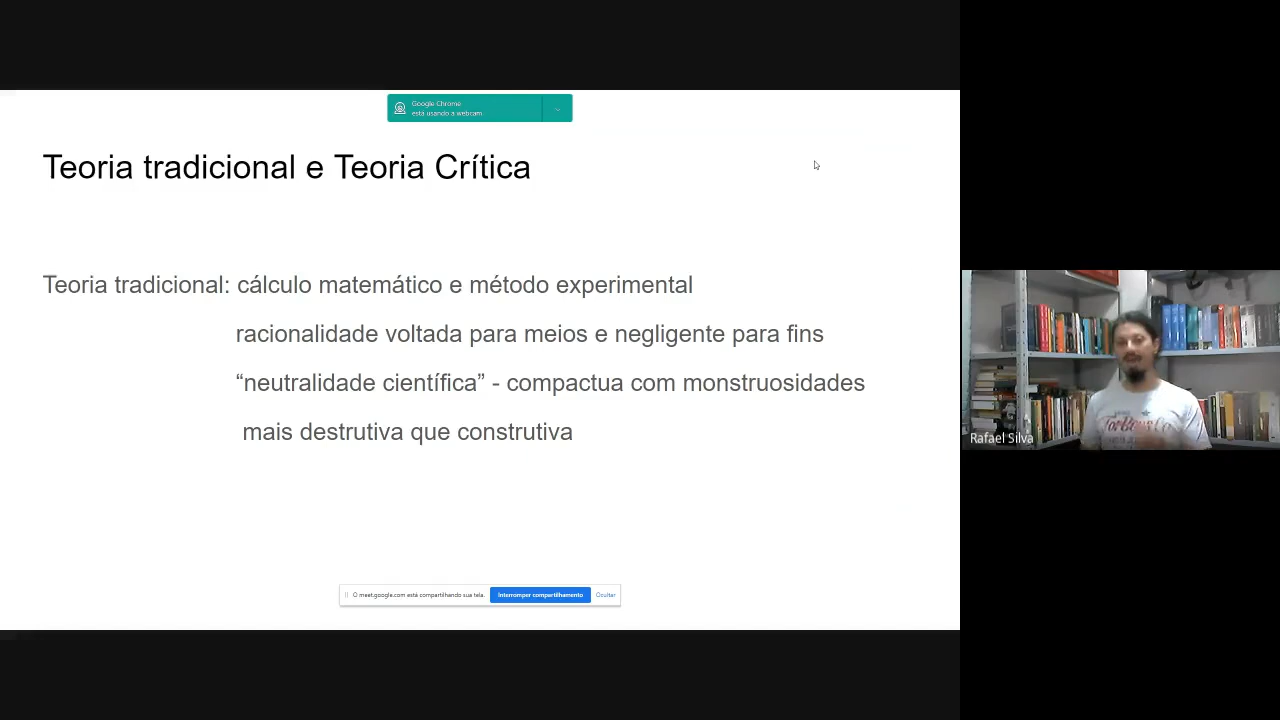 Google Chrome
está usando a webcam
Teoria tradicional e Teoria Crítica
Teoria tradicional: cálculo matemático e método experimental
racionalidade voltada para meios e negligente para fins
“neutralidade científica” - compactua com monstruosidades
mais destrutiva que construtiva
Rafael Silva
O meet.google.com está compartilhando sua tela.
Interromper compartilhamento
Ocultar